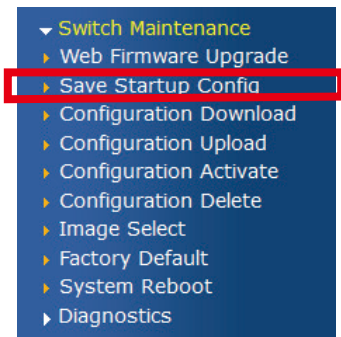 Switch Maintenance
Web Firmware Upgrade
Save Startup Config
Configuration Download
Configuration Upload
Configuration Activate
Configuration Delete
Image Select
Factory Default
System Reboot
Diagnostics